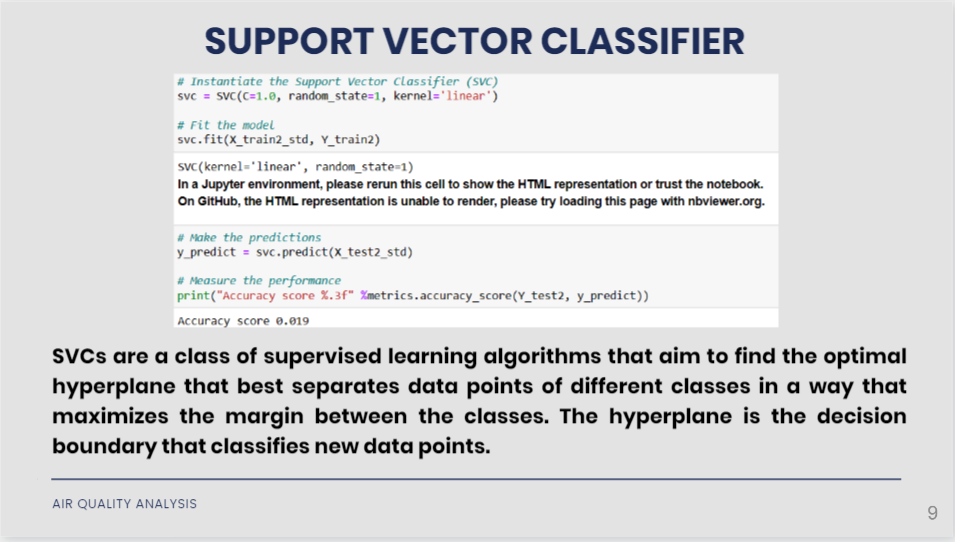 SUPPORT VECTOR CLASSIFIER
# Instantiate the Support Vector Classifier (SVC)
svc = SVC(C=1.0, random_state=1, kernel='linear')
# Fit the model
svc.fit(X_train2_std, Y_train2)
SVC(kernel='linear', random_state=1)
In a Jupyter environment, please rerun this cell to show the HTML representation or trust the notebook.
On GitHub, the HTML representation is unable to render, please try loading this page with nbviewer.org.
# Make the predictions
y_predict = svc.predict(X_test2_std)
# Measure the performance
print("Accuracy score %.3f" %metrics.accuracy_score(Y_test2, y_predict))
Accuracy score 0.019
SVCs are a class of supervised learning algorithms that aim to find the optimal
hyperplane that best separates data points of different classes in a way that
maximizes the margin between the classes. The hyperplane is the decision
boundary that classifies new data points.
AIR QUALITY ANALYSIS
9